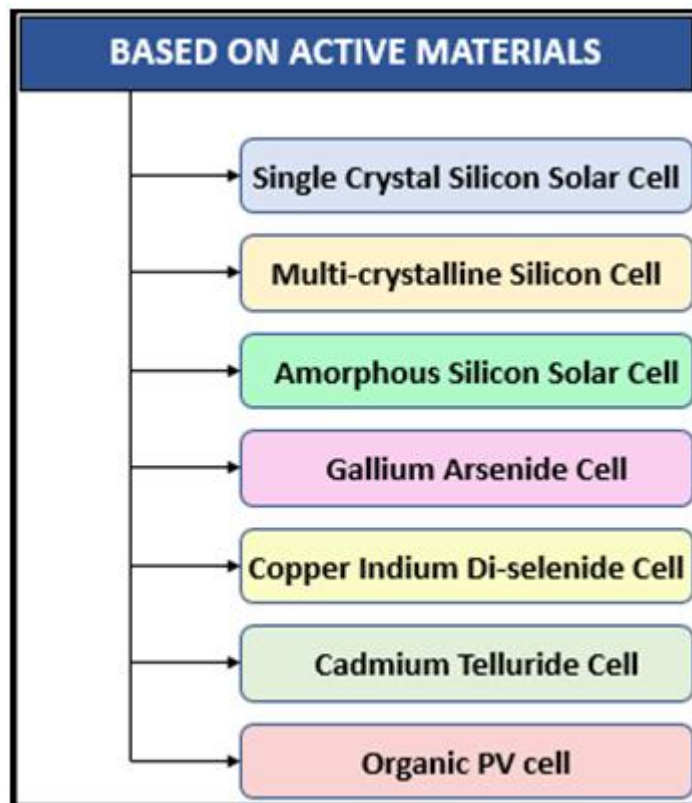 BASED ON ACTIVE MATERIALS
Single Crystal Silicon Solar Cell
Multi-crystalline Silicon Cell
Amorphous Silicon Solar Cell
Gallium Arsenide Cell
Copper Indium Di-selenide Cell
Cadmium Telluride Cell
Organic PV cell